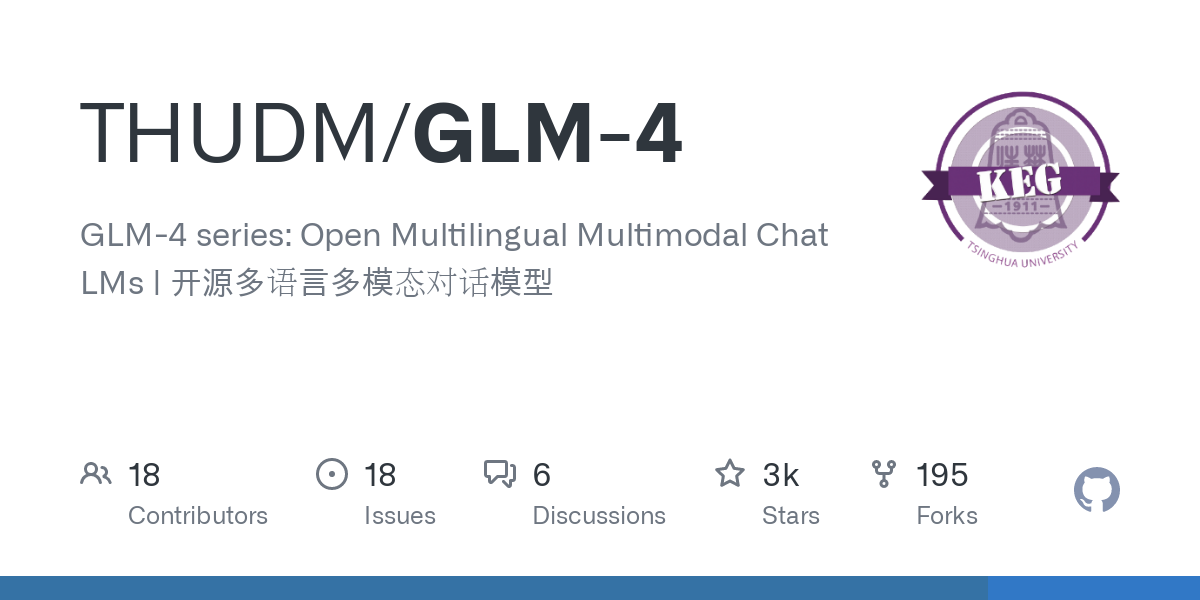 THUDM/GLM-4
GLM-4 series: Open Multilingual Multimodal Chat
LMs | 开源多语言多模态对话模型
KEG
-1911-
TSINGHUA UNIVERSITY
18
Contributors
18
Issues
6
Discussions
3k
Stars
195
Forks